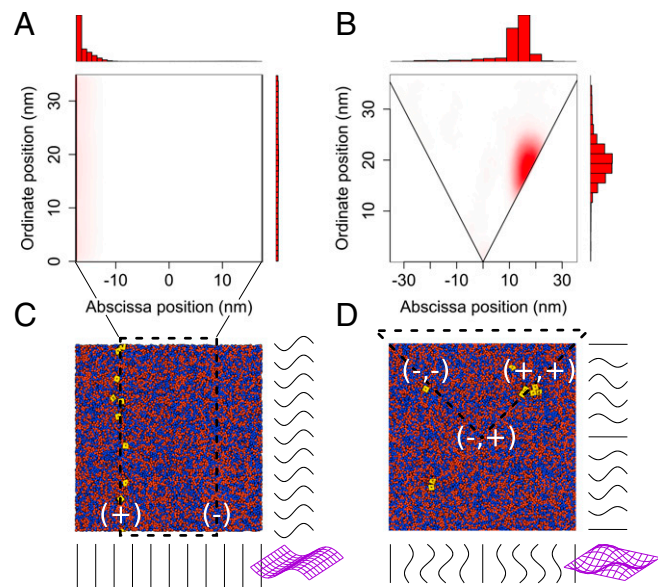 A
B
Ordinate position (nm)
0
10
20
30
-10
0
10
Abscissa position (nm)
Ordinate position (nm)
10
20
30
-30
-10
0
10
30
Abscissa position (nm)
C
D
(+)
(-)
(-,-)
(+,+)
(-,+)